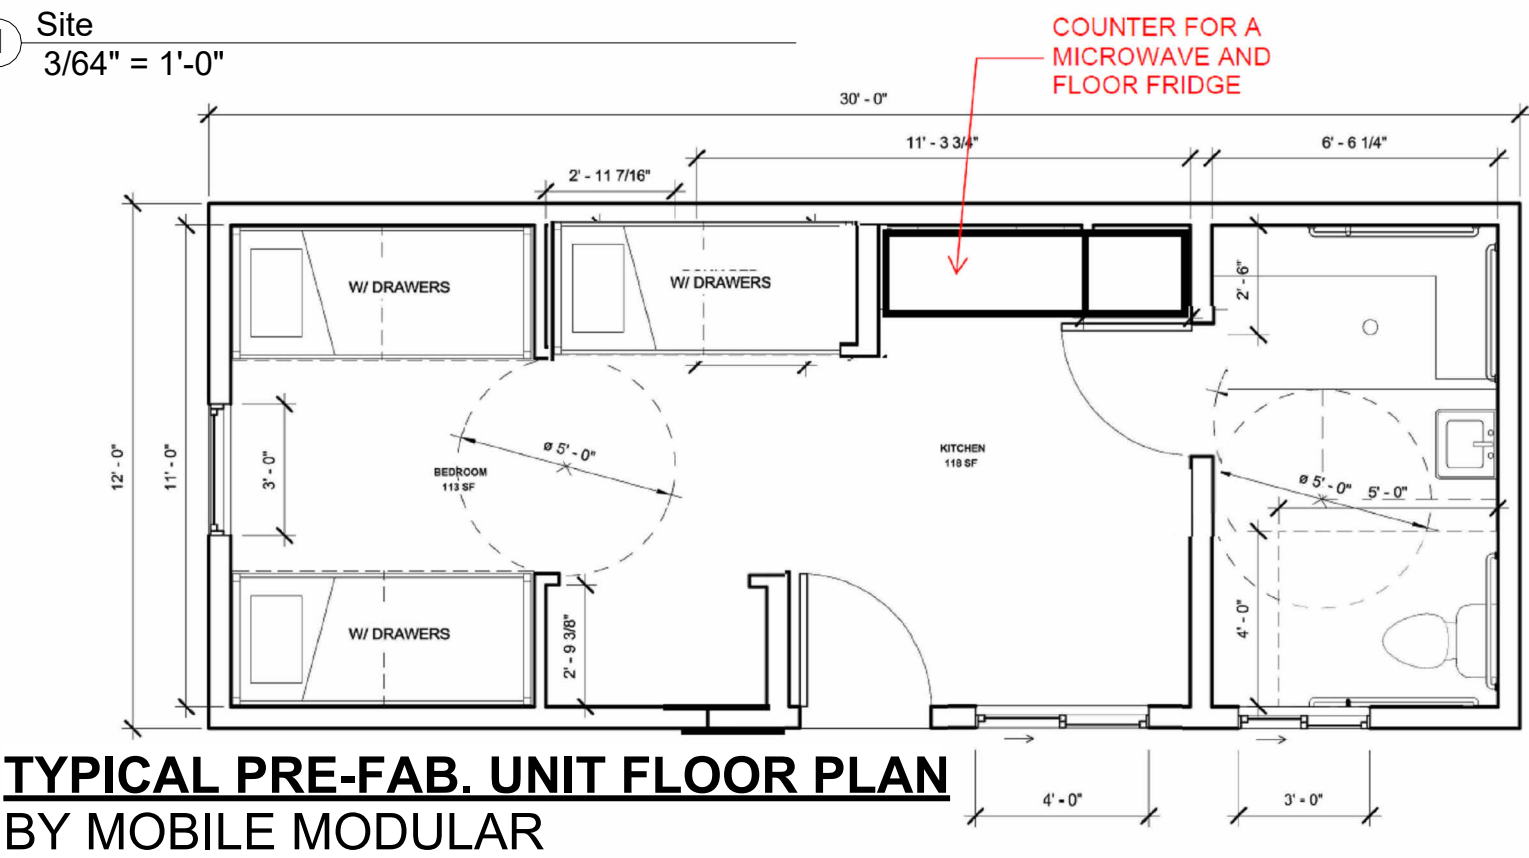 1
Site
3/64" = 1'-0"
COUNTER FOR A
MICROWAVE AND
FLOOR FRIDGE
30' - 0"
11' - 3 3/4"
6' - 6 1/4"
2' - 11 7/16"
W/ DRAWERS
W/ DRAWERS
2' - 6"
12' - 0"
11' - 0"
3' - 0"
ø 5' - 0"
BEDROOM
113 SF
KITCHEN
118 SF
ø 5' - 0"
5' - 0"
W/ DRAWERS
2' - 9 3/8"
4' - 0"
TYPICAL PRE-FAB. UNIT FLOOR PLAN
BY MOBILE MODULAR
4' - 0"
3' - 0"